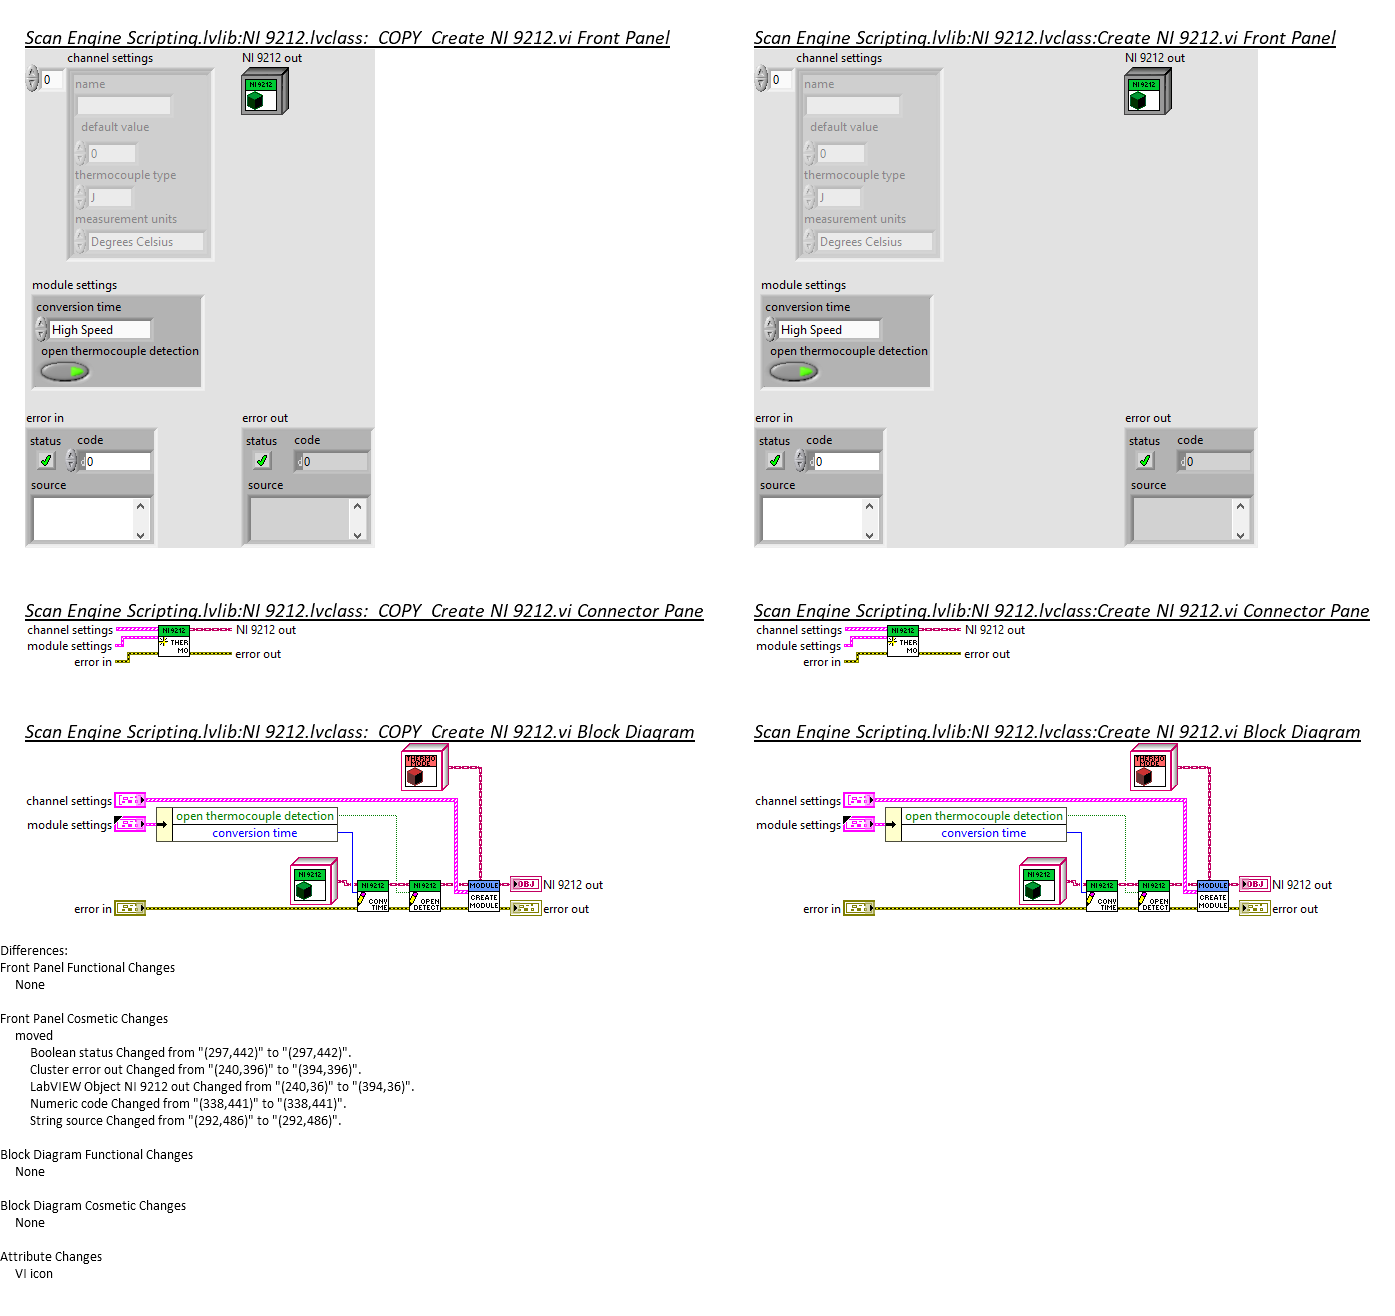 Scan Engine Scripting.lvlib:NI 9212.lvclass:_COPY_Create NI 9212.vi Front Panel
channel settings
NI 9212 out
0
name
NI 9212
default value
0
thermocouple type
J
measurement units
Degrees Celsius
module settings
conversion time
High Speed
open thermocouple detection
error in
error out
status code
status code
d0
d0
source
source
Scan Engine Scripting.lvlib:NI 9212.lvclass:Create NI 9212.vi Front Panel
channel settings
NI 9212 out
0
name
NI 9212
default value
0
thermocouple type
J
measurement units
Degrees Celsius
module settings
conversion time
High Speed
open thermocouple detection
error in
error out
status code
status code
d0
d0
source
source
Scan Engine Scripting.lvlib:NI 9212.lvclass:_COPY_Create NI 9212.vi Connector Pane
channel settings
NI 9212
NI 9212 out
module settings
THER
MO
error in
error out
Scan Engine Scripting.lvlib:NI 9212.lvclass:Create NI 9212.vi Connector Pane
channel settings
NI 9212
NI 9212 out
module settings
THER
MO
error in
error out
Scan Engine Scripting.lvlib:NI 9212.lvclass:_COPY_Create NI 9212.vi Block Diagram
THERMO
MODE
channel settings
module settings
open thermocouple detection
conversion time
NI 9212
NI 9212
NI 9212
MODULE
OBJ
NI 9212 out
error in
CONV
TIME
OPEN
DETECT
CREATE
MODULE
error out
Scan Engine Scripting.lvlib:NI 9212.lvclass:Create NI 9212.vi Block Diagram
THERMO
MODE
channel settings
module settings
open thermocouple detection
conversion time
NI 9212
NI 9212
NI 9212
MODULE
OBJ
NI 9212 out
error in
CONV
TIME
OPEN
DETECT
CREATE
MODULE
error out
Differences:
Front Panel Functional Changes
None
Front Panel Cosmetic Changes
moved
Boolean status Changed from "(297,442)" to "(297,442)".
Cluster error out Changed from "(240,396)" to "(394,396)".
LabVIEW Object NI 9212 out Changed from "(240,36)" to "(394,36)".
Numeric code Changed from "(338,441)" to "(338,441)".
String source Changed from "(292,486)" to "(292,486)".
Block Diagram Functional Changes
None
Block Diagram Cosmetic Changes
None
Attribute Changes
VI icon